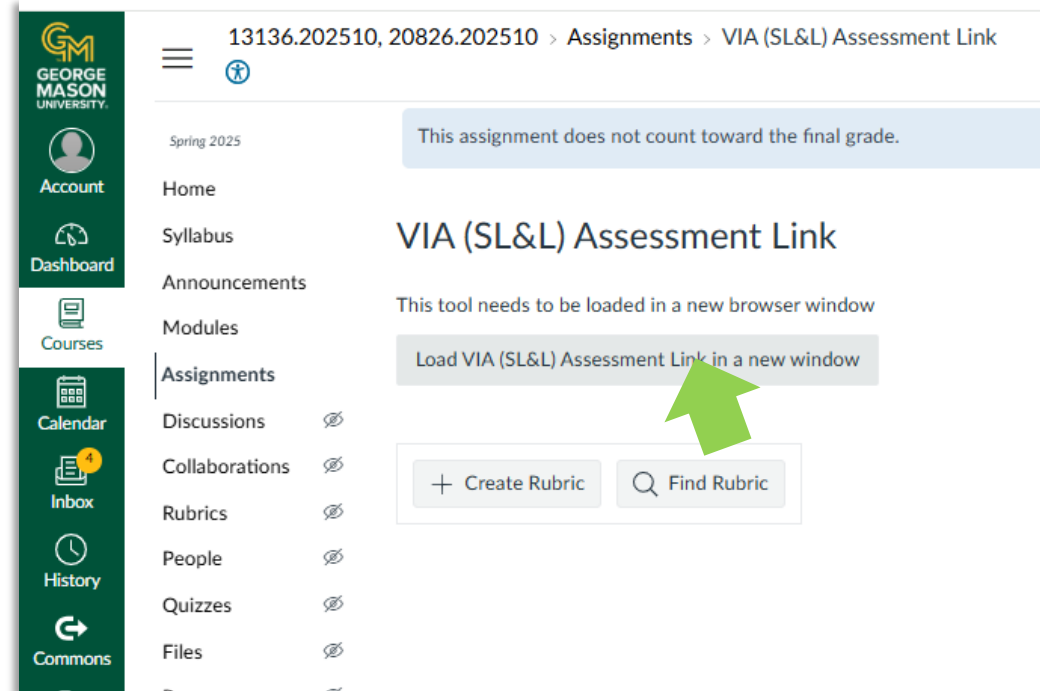 GM
GEORGE
MASON
UNIVERSITY.
Account
Dashboard
Courses
Calendar
4
Inbox
History
Commons
13136.202510, 20826.202510 > Assignments > VIA (SL&L) Assessment Link
Spring 2025
Home
Syllabus
Announcements
Modules
Assignments
Discussions
Collaborations
Rubrics
People
Quizzes
Files
This assignment does not count toward the final grade.
VIA (SL&L) Assessment Link
This tool needs to be loaded in a new browser window
Load VIA (SL&L) Assessment Link in a new window
+ Create Rubric
Find Rubric